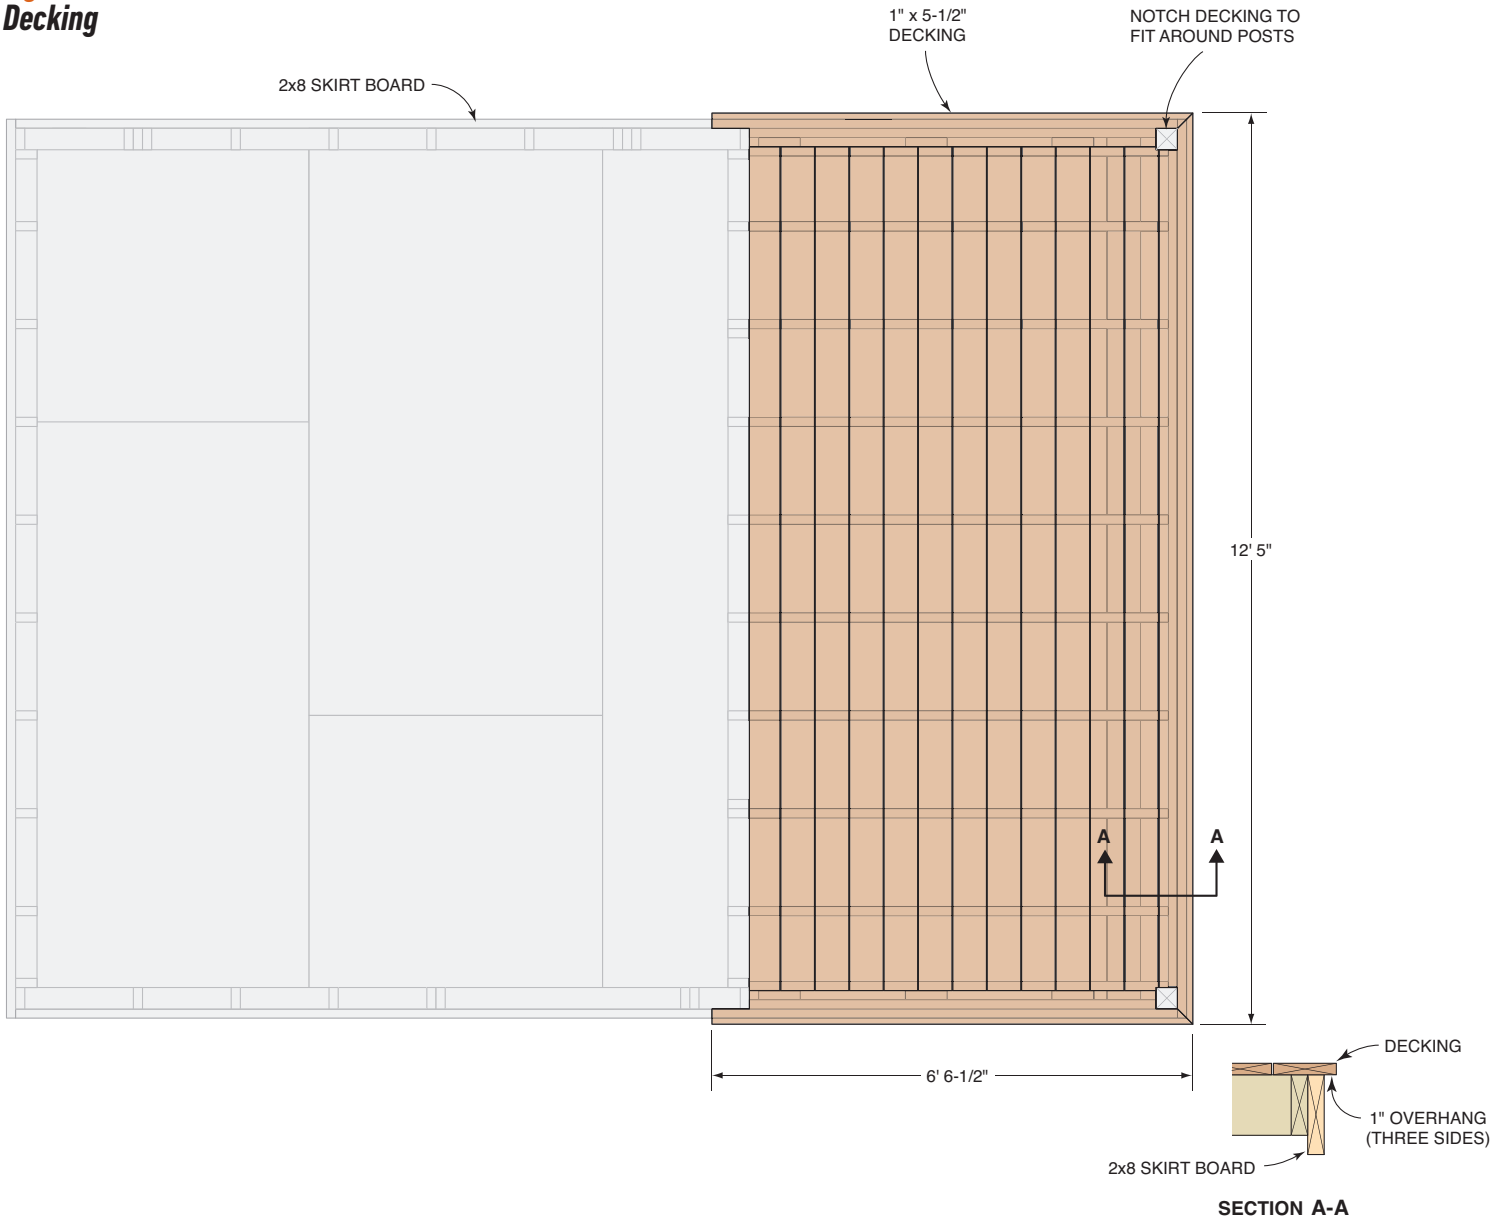 Decking
1" x 5-1/2"
DECKING
NOTCH DECKING TO
FIT AROUND POSTS
2x8 SKIRT BOARD
12' 5"
A
A
6' 6-1/2"
DECKING
1" OVERHANG
(THREE SIDES)
2x8 SKIRT BOARD
SECTION A-A